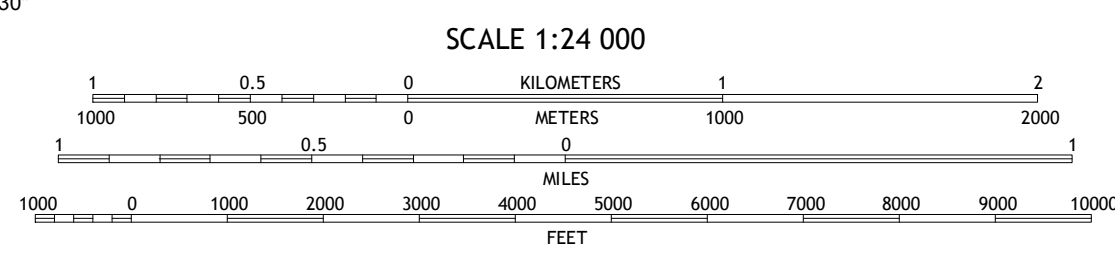 30"
SCALE 1:24 000
1 0.5 0 KILOMETERS 1 2
1000 500 0 METERS 1000 2000
1 0.5 0 1
MILES
1000 0 1000 2000 3000 4000 5000 6000 7000 8000 9000 10000
FEET